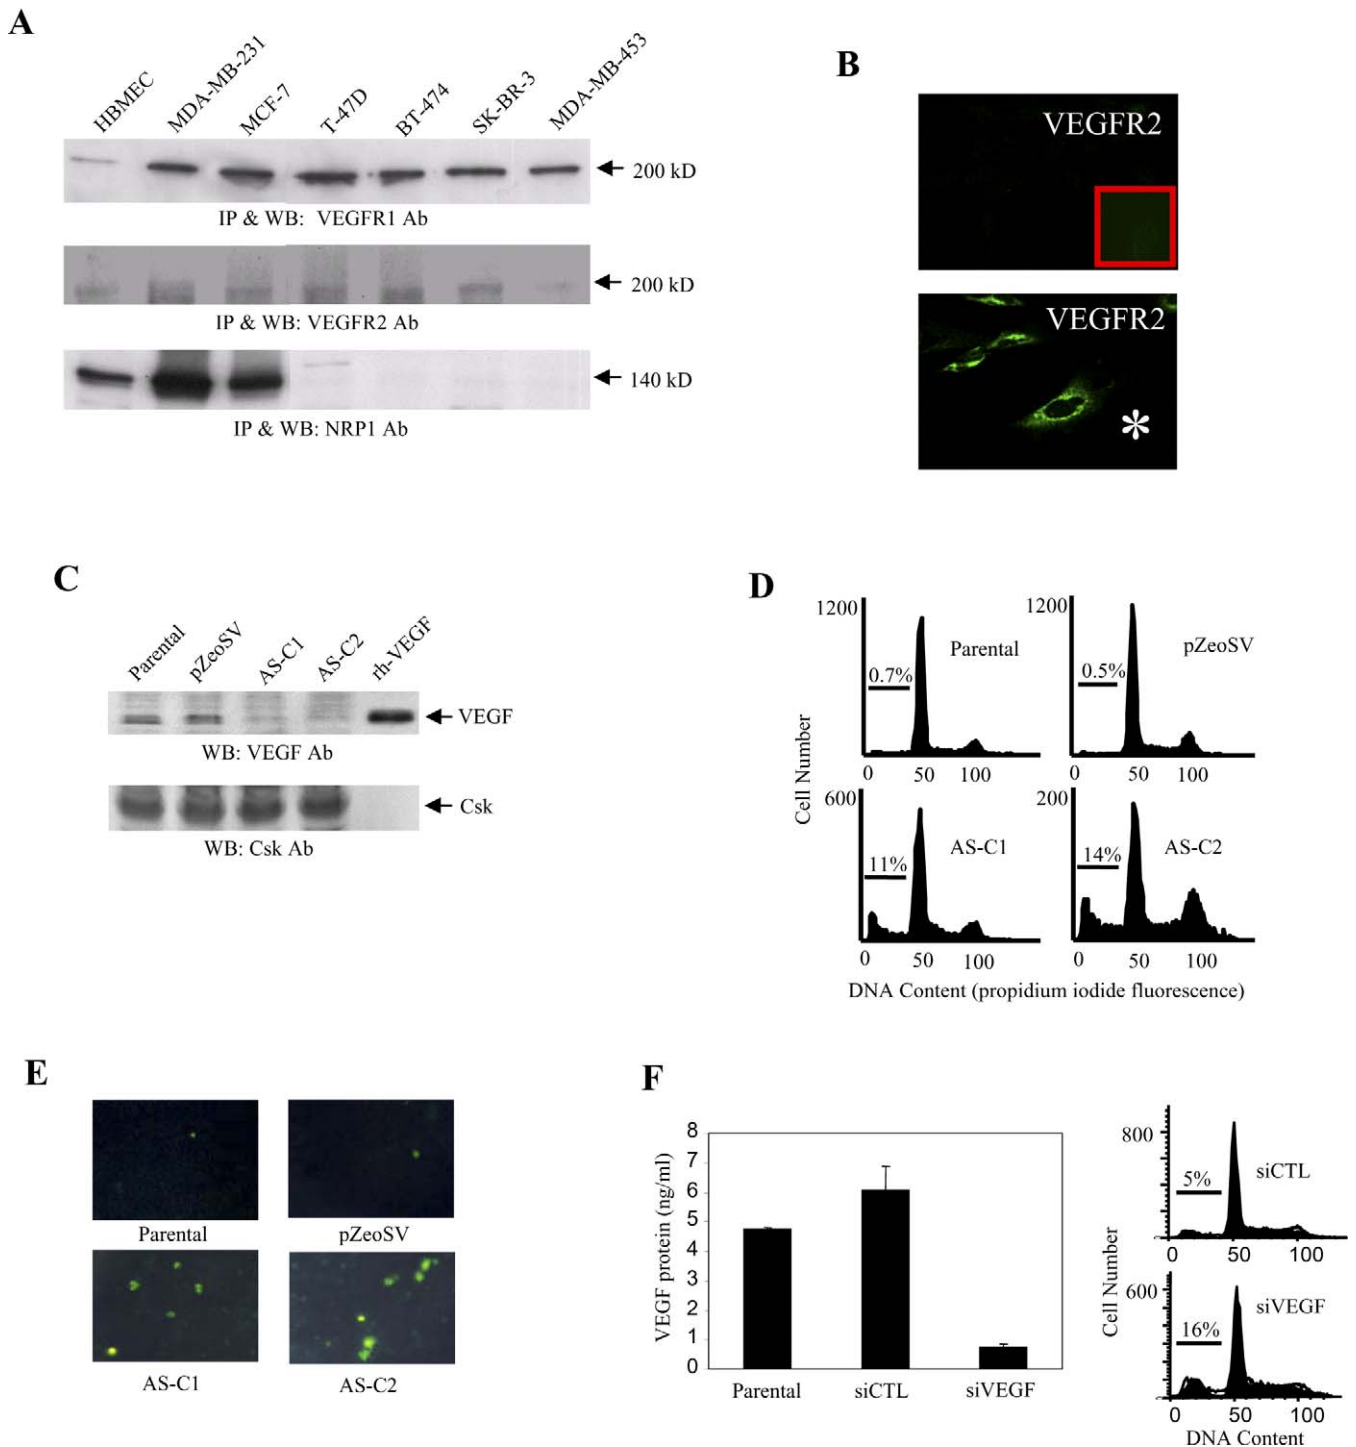 A
HBMEC
MDA-MB-231
MCF-7
T-47D
BT-474
SK-BR-3
MDA-MB-453
200 kD
IP & WB: VEGFR1 Ab
200 kD
IP & WB: VEGFR2 Ab
140 kD
IP & WB: NRP1 Ab
B
VEGFR2
VEGFR2
*
C
Parental
pZeoSV
AS-C1
AS-C2
rh-VEGF
VEGF
WB: VEGF Ab
Csk
WB: Csk Ab
D
1200
Parental
0.7%
0 50 100
1200
pZeoSV
0.5%
0 50 100
Cell Number
600
AS-C1
11%
0 50 100
200
AS-C2
14%
0 50 100
DNA Content (propidium iodide fluorescence)
E
Parental
pZeoSV
AS-C1
AS-C2
F
VEGF protein (ng/ml)
8
7
6
5
4
3
2
1
0
Parental siCTL siVEGF
Cell Number
800
siCTL
5%
0 50 100
600
siVEGF
16%
0 50 100
DNA Content